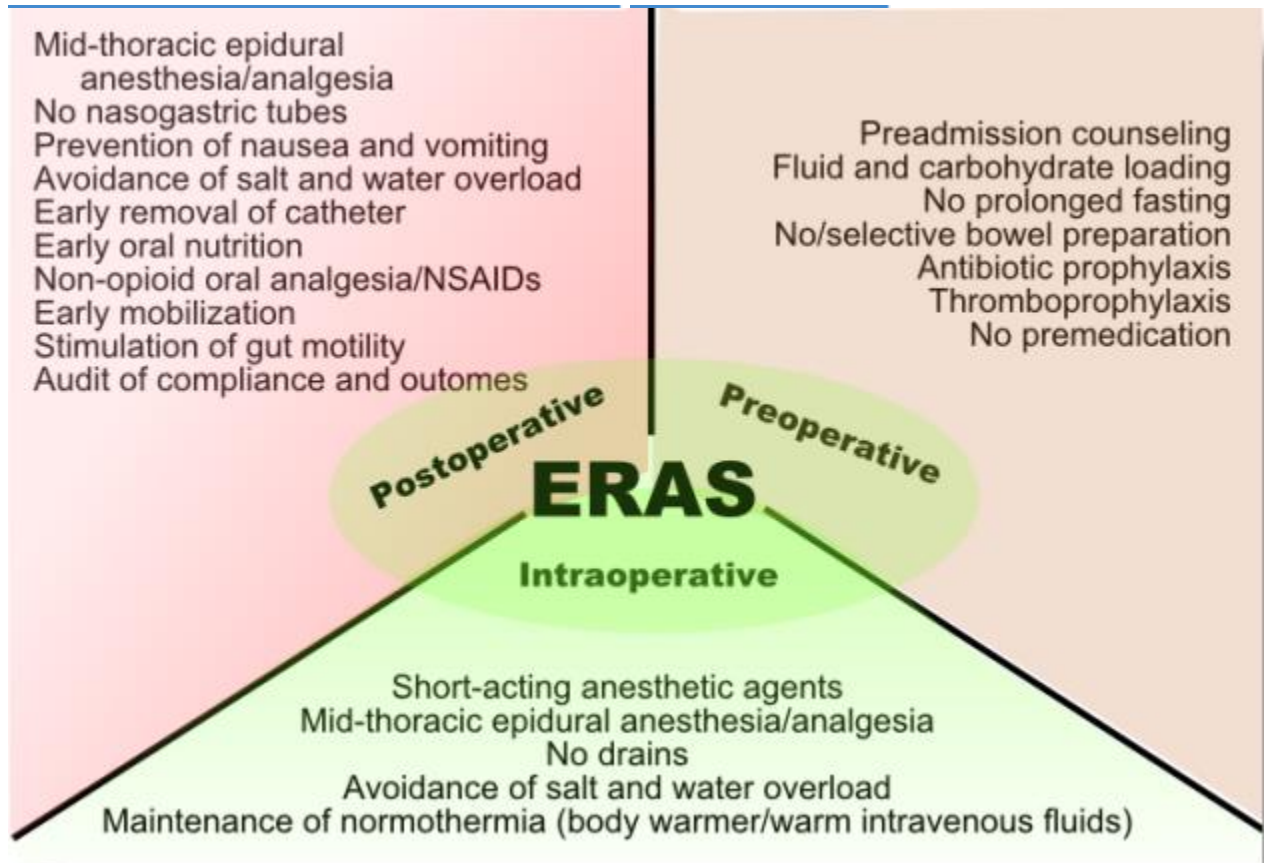 Mid-thoracic epidural
anesthesia/analgesia
No nasogastric tubes
Prevention of nausea and vomiting
Avoidance of salt and water overload
Early removal of catheter
Early oral nutrition
Non-opioid oral analgesia/NSAIDs
Early mobilization
Stimulation of gut motility
Audit of compliance and outcomes
Preadmission counseling
Fluid and carbohydrate loading
No prolonged fasting
No/selective bowel preparation
Antibiotic prophylaxis
Thromboprophylaxis
No premedication
Postoperative
Preoperative
ERAS
Intraoperative
Short-acting anesthetic agents
Mid-thoracic epidural anesthesia/analgesia
No drains
Avoidance of salt and water overload
Maintenance of normothermia (body warmer/warm intravenous fluids)